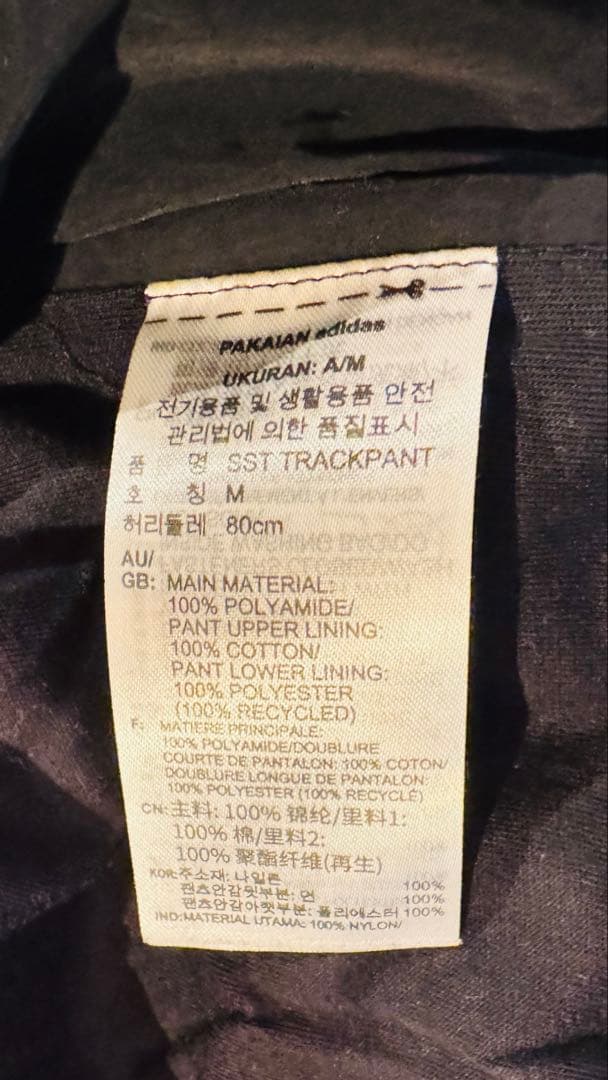 PAKAIAN adidas
UKURAN: A/M
전기용품 및 생활용품 안전
관리법에 의한 품질표시
품 명 SST TRACKPANT
호 칭 M
허리둘레 80cm
AU/
GB: MAIN MATERIAL:
100% POLYAMIDE/
PANT UPPER LINING:
100% COTTON/
PANT LOWER LINING:
100% POLYESTER
(100% RECYCLED)
F: MATIERE PRINCIPALE:
100% POLYAMIDE/DOUBLURE
COURTE DE PANTALON: 100% COTON/
DOUBLURE LONGUE DE PANTALON:
100% POLYESTER (100% RECYCLÉ)
CN: 主料: 100% 锦纶/里料1:
100% 棉/里料2:
100% 聚酯纤维(再生)
KOR: 주소재: 나일론 100%
팬츠안감윗부분: 면 100%
팬츠안감아랫부분: 폴리에스터 100%
IND: MATERIAL UTAMA: 100% NYLON/